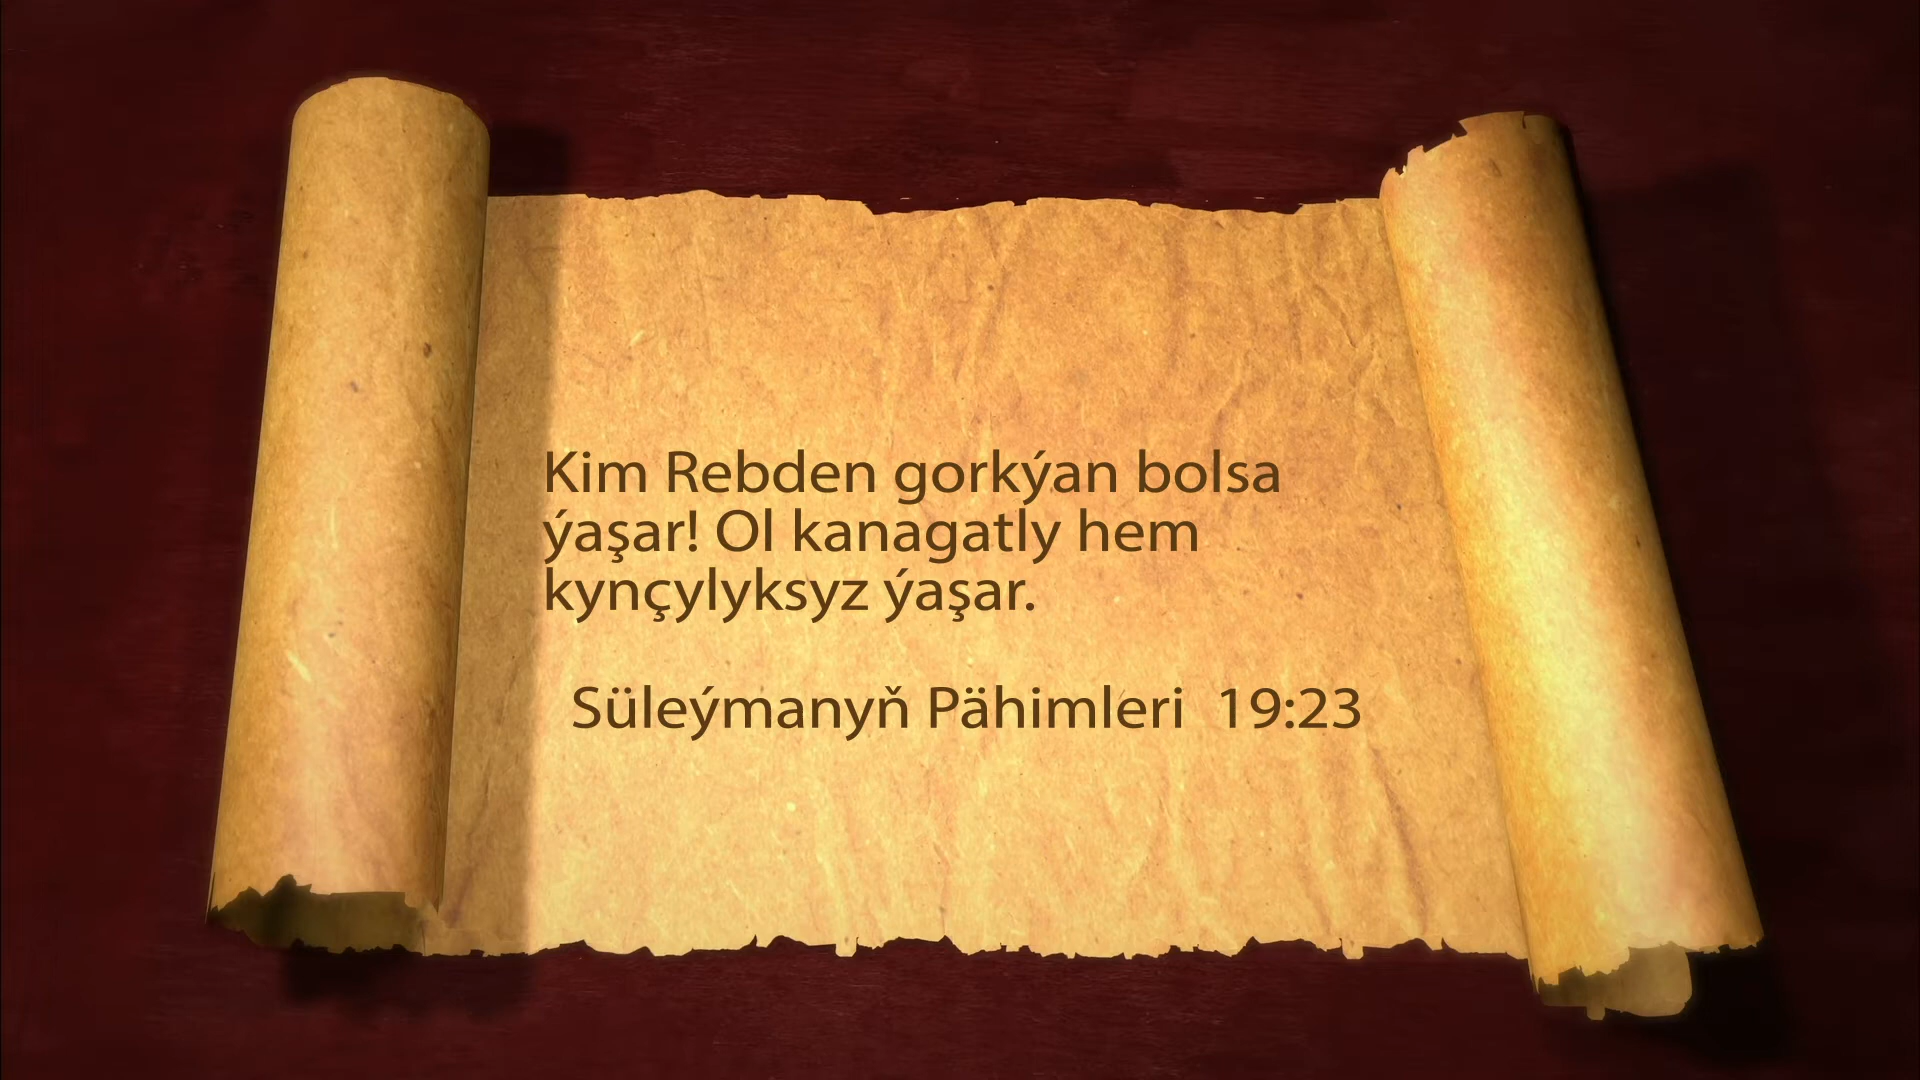 Kim Rebden gorkýan bolsa
ýaşar! Ol kanagatly hem
kynçylyksyz ýaşar.
Süleýmanyň Pähimleri 19:23